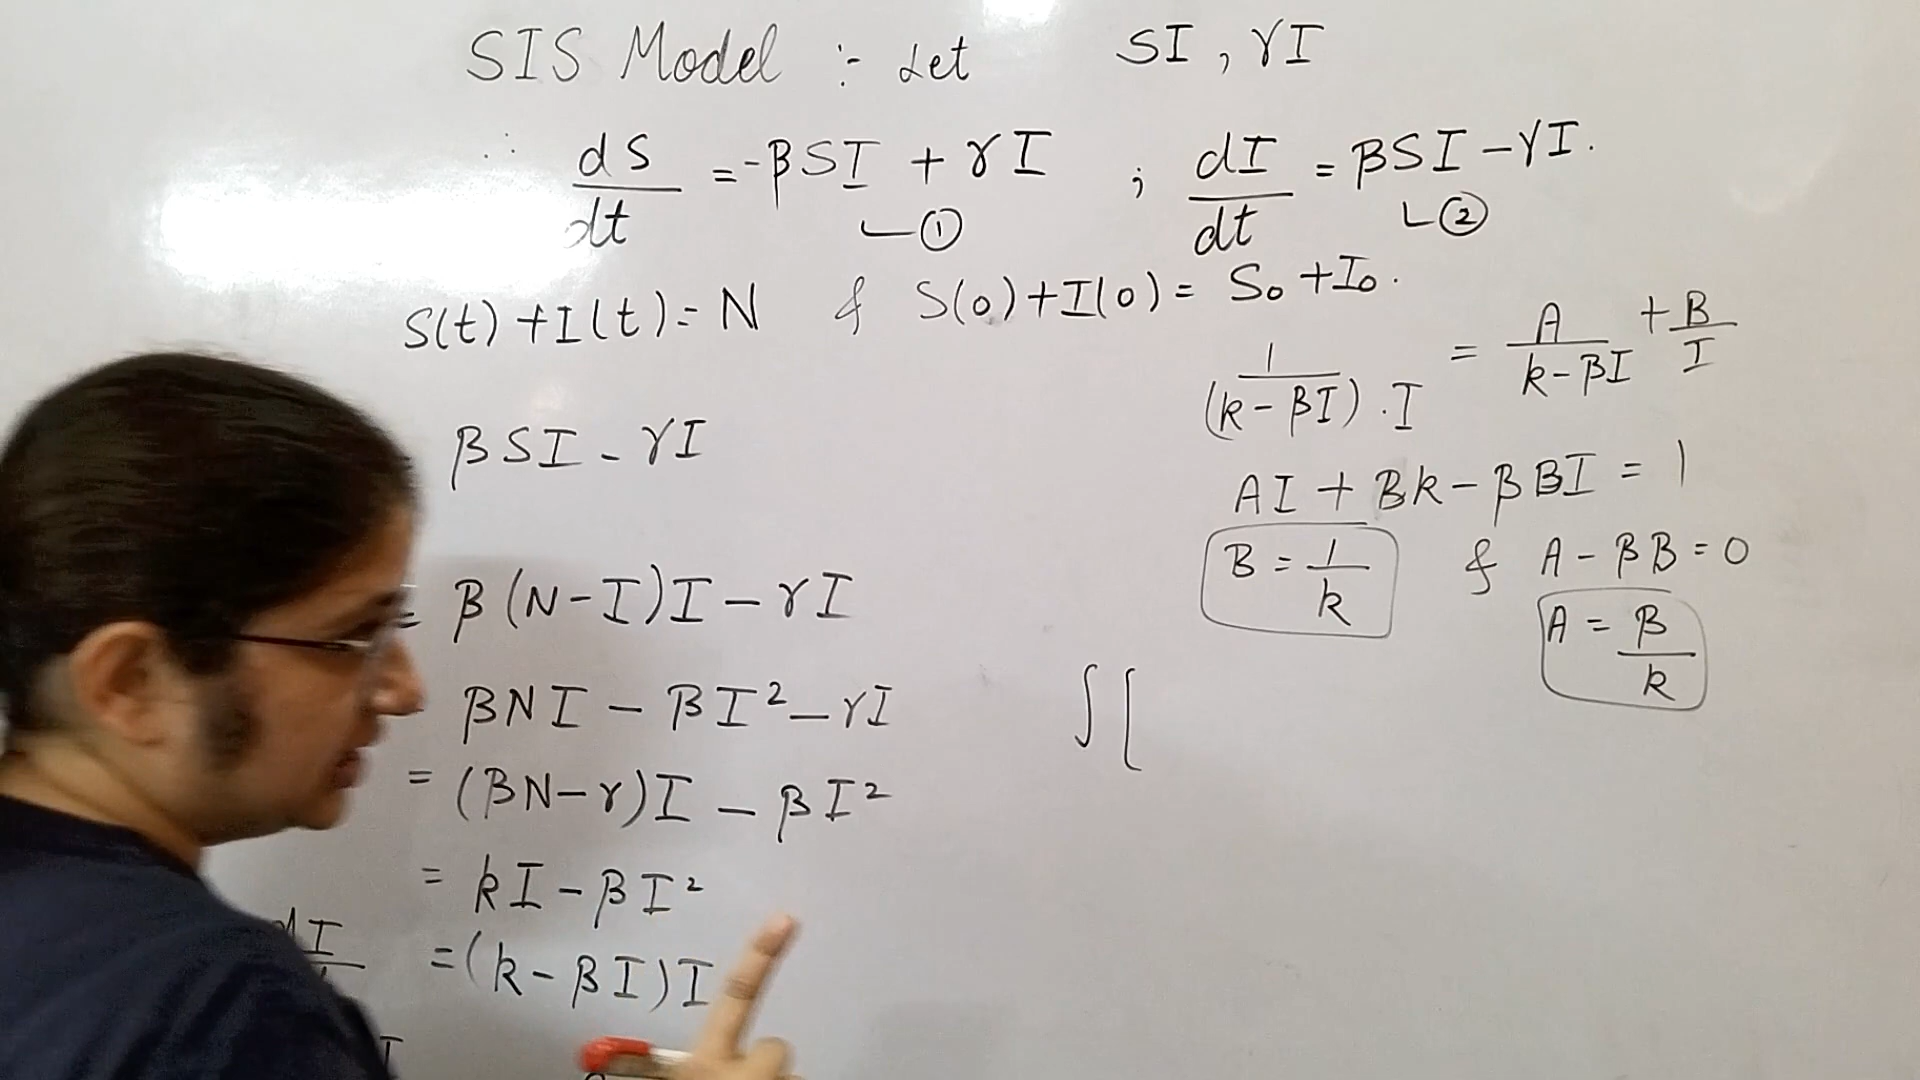 SIS Model :- Let SI, γI
∴ dS/dt = -βSI + γI —① ; dI/dt = βSI - γI. —②
S(t) + I(t) = N & S(0) + I(0) = S₀ + I₀.
1/((k - βI).I) = A/(k - βI) + B/I
βSI - γI
AI + Bk - βBI = 1
B = 1/k & A - βB = 0
= β(N - I)I - γI
A = β/k
βNI - βI² - γI
∫[
= (βN - γ)I - βI²
= kI - βI²
dI = (k - βI)I
I